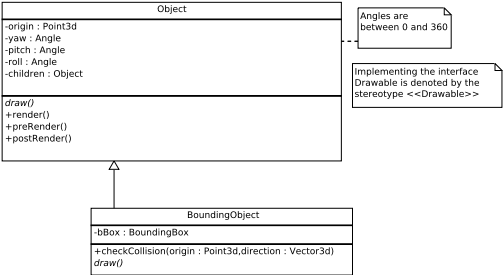 Object
-origin : Point3d
-yaw : Angle
-pitch : Angle
-roll : Angle
-children : Object
draw()
+render()
+preRender()
+postRender()
Angles are
between 0 and 360
Implementing the interface
Drawable is denoted by the
stereotype <<Drawable>>
BoundingObject
-bBox : BoundingBox
+checkCollision(origin : Point3d,direction : Vector3d)
draw()